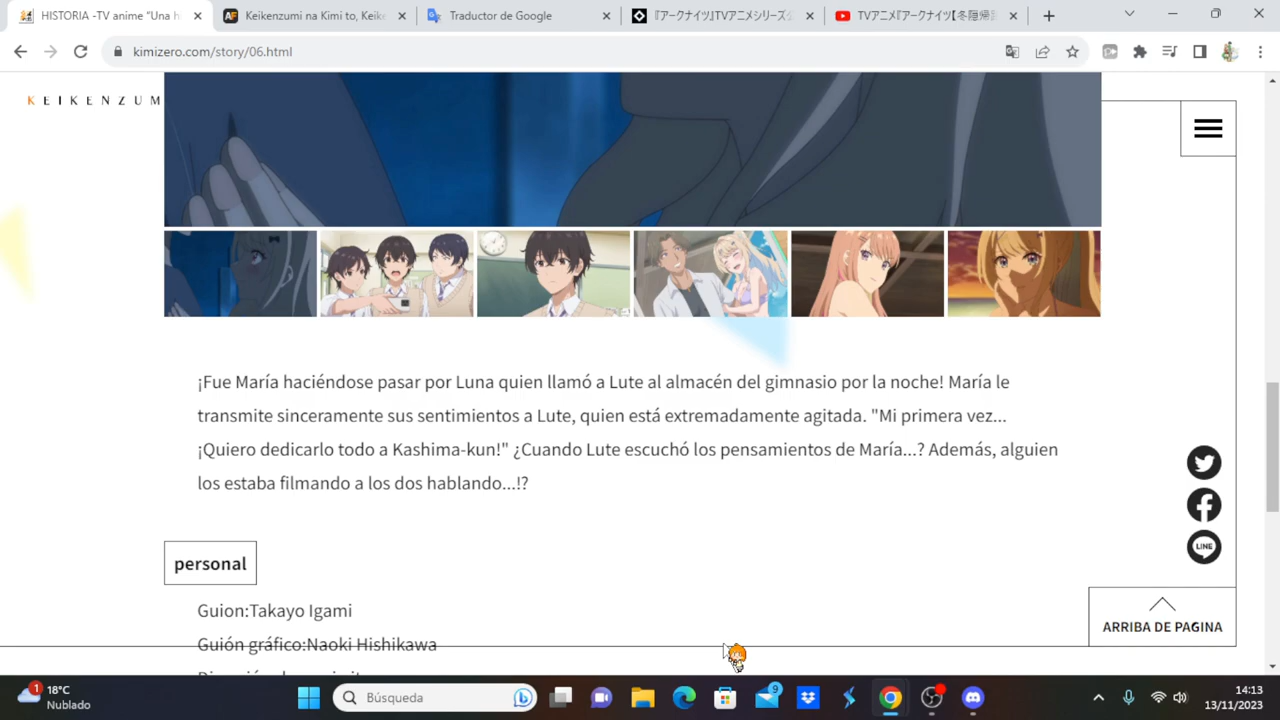 HISTORIA -TV anime “Una h
Keikenzumi na Kimi to, Keike
Traductor de Google
『アークナイツ』TVアニメシリーズ公
TVアニメ『アークナイツ【冬隠帰路
kimizero.com/story/06.html
KEIKENZUM
¡Fue María haciéndose pasar por Luna quien llamó a Lute al almacén del gimnasio por la noche! María le
transmite sinceramente sus sentimientos a Lute, quien está extremadamente agitada. "Mi primera vez...
¡Quiero dedicarlo todo a Kashima-kun!" ¿Cuando Lute escuchó los pensamientos de María...? Además, alguien
los estaba filmando a los dos hablando...!?
LINE
personal
Guion:Takayo Igami
Guión gráfico:Naoki Hishikawa
ARRIBA DE PAGINA
1
18°C
Nublado
Búsqueda
9
14:13
13/11/2023